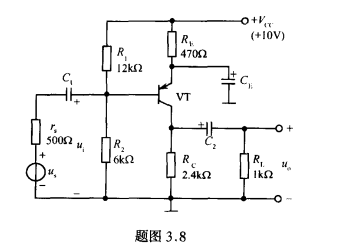 +V_CC
(+10V)
R_1
12kΩ
R_E
470Ω
C_1
+
+
C_E
VT
r_s
500Ω
+
u_s
−
u_i
−
R_2
6kΩ
+
C_2
R_C
2.4kΩ
R_L
1kΩ
+
u_o
−
题图 3.8